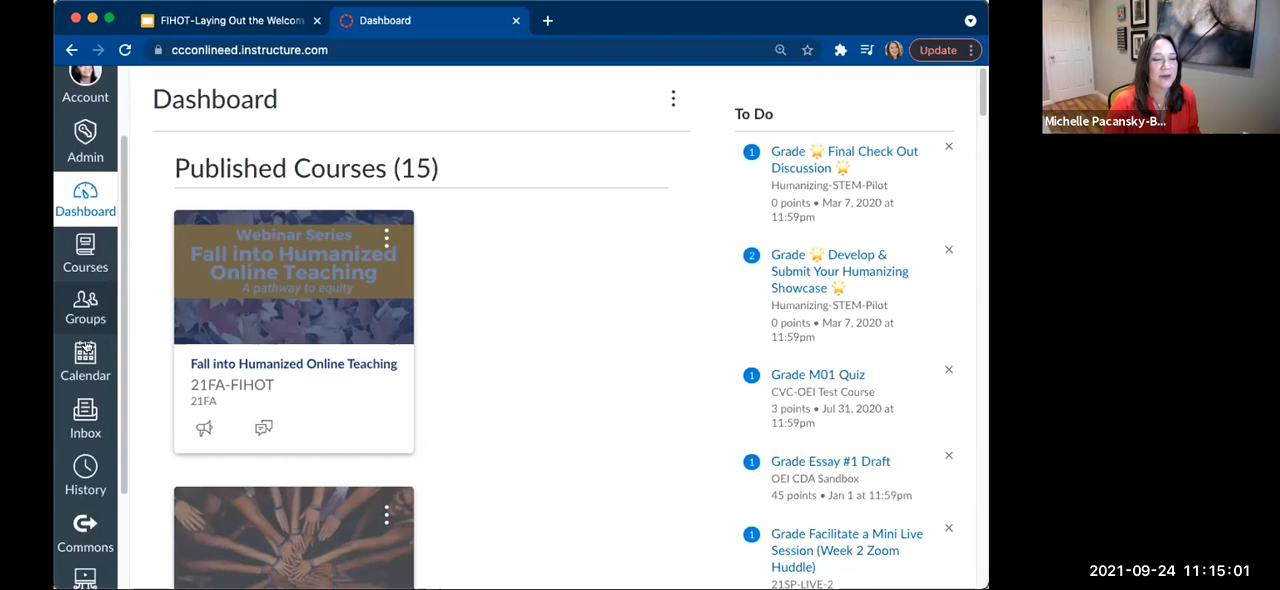 FIHOT-Laying Out the Welcom
Dashboard
ccconlineed.instructure.com
Update
Account
Admin
Dashboard
Courses
Groups
Calendar
Inbox
History
Commons
Dashboard
Published Courses (15)
Webinar Series
Fall into Humanized
Online Teaching
A pathway to equity
Fall into Humanized Online Teaching
21FA-FIHOT
21FA
To Do
1 Grade 🌟 Final Check Out
Discussion 🌟
Humanizing-STEM-Pilot
0 points • Mar 7, 2020 at
11:59pm
2 Grade 🌟 Develop &
Submit Your Humanizing
Showcase 🌟
Humanizing-STEM-Pilot
0 points • Mar 7, 2020 at
11:59pm
1 Grade M01 Quiz
CVC-OEI Test Course
3 points • Jul 31, 2020 at
11:59pm
1 Grade Essay #1 Draft
OEI CDA Sandbox
45 points • Jan 1 at 11:59pm
1 Grade Facilitate a Mini Live
Session (Week 2 Zoom
Huddle)
21SP-LIVE-2
Michelle Pacansky-B...
2021-09-24 11:15:01